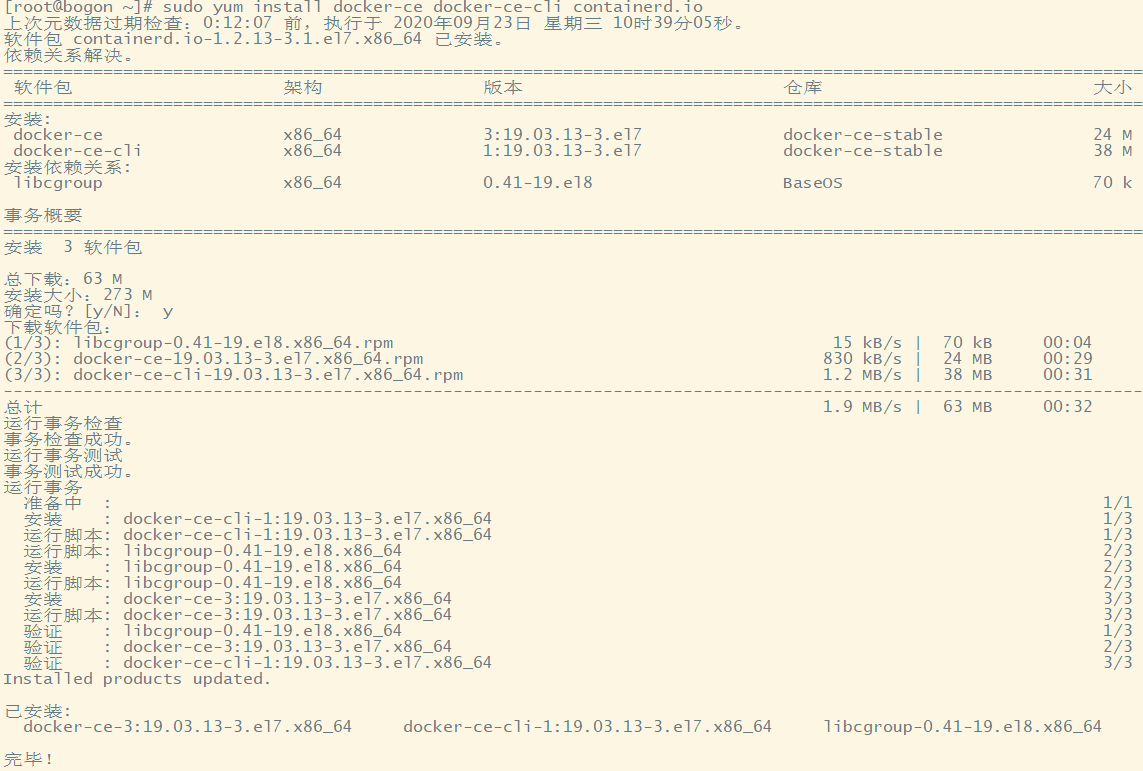 [root@bogon ~]# sudo yum install docker-ce docker-ce-cli containerd.io
上次元数据过期检查：0:12:07 前，执行于 2020年09月23日 星期三 10时39分05秒。
软件包 containerd.io-1.2.13-3.1.el7.x86_64 已安装。
依赖关系解决。
================================================================================
软件包 架构 版本 仓库 大小
================================================================================
安装:
docker-ce x86_64 3:19.03.13-3.el7 docker-ce-stable 24 M
docker-ce-cli x86_64 1:19.03.13-3.el7 docker-ce-stable 38 M
安装依赖关系:
libcgroup x86_64 0.41-19.el8 BaseOS 70 k
事务概要
================================================================================
安装  3 软件包
总下载：63 M
安装大小：273 M
确定吗？[y/N]： y
下载软件包：
(1/3): libcgroup-0.41-19.el8.x86_64.rpm 15 kB/s | 70 kB 00:04
(2/3): docker-ce-19.03.13-3.el7.x86_64.rpm 830 kB/s | 24 MB 00:29
(3/3): docker-ce-cli-19.03.13-3.el7.x86_64.rpm 1.2 MB/s | 38 MB 00:31
--------------------------------------------------------------------------------
总计 1.9 MB/s | 63 MB 00:32
运行事务检查
事务检查成功。
运行事务测试
事务测试成功。
运行事务
准备中  : 1/1
安装    : docker-ce-cli-1:19.03.13-3.el7.x86_64 1/3
运行脚本: docker-ce-cli-1:19.03.13-3.el7.x86_64 1/3
运行脚本: libcgroup-0.41-19.el8.x86_64 2/3
安装    : libcgroup-0.41-19.el8.x86_64 2/3
运行脚本: libcgroup-0.41-19.el8.x86_64 2/3
安装    : docker-ce-3:19.03.13-3.el7.x86_64 3/3
运行脚本: docker-ce-3:19.03.13-3.el7.x86_64 3/3
验证    : libcgroup-0.41-19.el8.x86_64 1/3
验证    : docker-ce-3:19.03.13-3.el7.x86_64 2/3
验证    : docker-ce-cli-1:19.03.13-3.el7.x86_64 3/3
Installed products updated.
已安装:
docker-ce-3:19.03.13-3.el7.x86_64 docker-ce-cli-1:19.03.13-3.el7.x86_64 libcgroup-0.41-19.el8.x86_64
完毕！